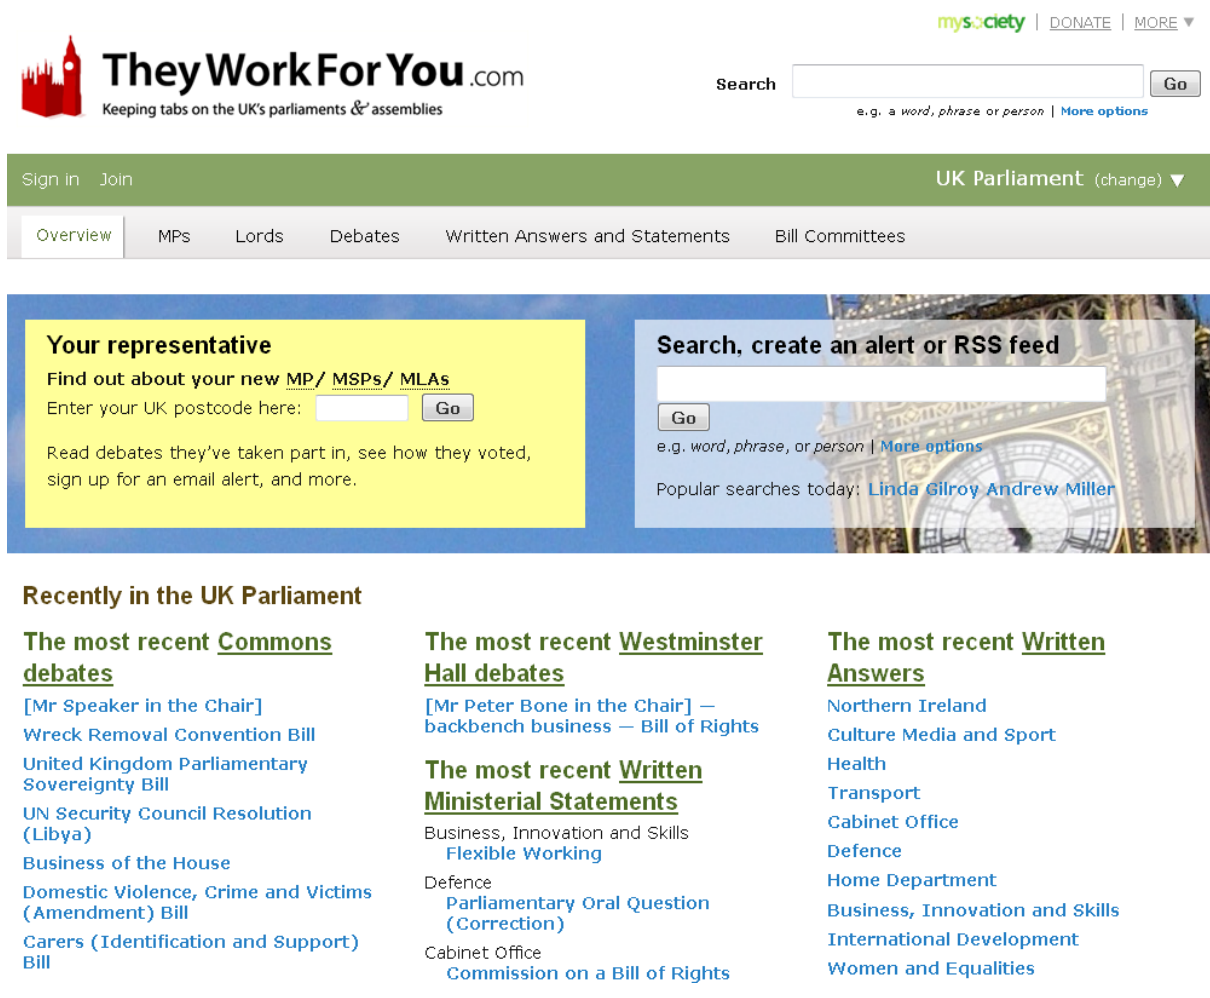 mysociety | DONATE | MORE ▼
TheyWorkForYou.com
Keeping tabs on the UK's parliaments & assemblies
Search
Go
e.g. a word, phrase or person | More options
Sign in Join
UK Parliament (change) ▼
Overview MPs Lords Debates Written Answers and Statements Bill Committees
Your representative
Find out about your new MP/ MSPs/ MLAs
Enter your UK postcode here: Go
Read debates they've taken part in, see how they voted,
sign up for an email alert, and more.
Search, create an alert or RSS feed
Go
e.g. word, phrase, or person | More options
Popular searches today: Linda Gilroy Andrew Miller
Recently in the UK Parliament
The most recent Commons
debates
[Mr Speaker in the Chair]
Wreck Removal Convention Bill
United Kingdom Parliamentary
Sovereignty Bill
UN Security Council Resolution
(Libya)
Business of the House
Domestic Violence, Crime and Victims
(Amendment) Bill
Carers (Identification and Support)
Bill
The most recent Westminster
Hall debates
[Mr Peter Bone in the Chair] —
backbench business — Bill of Rights
The most recent Written
Ministerial Statements
Business, Innovation and Skills
Flexible Working
Defence
Parliamentary Oral Question
(Correction)
Cabinet Office
Commission on a Bill of Rights
The most recent Written
Answers
Northern Ireland
Culture Media and Sport
Health
Transport
Cabinet Office
Defence
Home Department
Business, Innovation and Skills
International Development
Women and Equalities